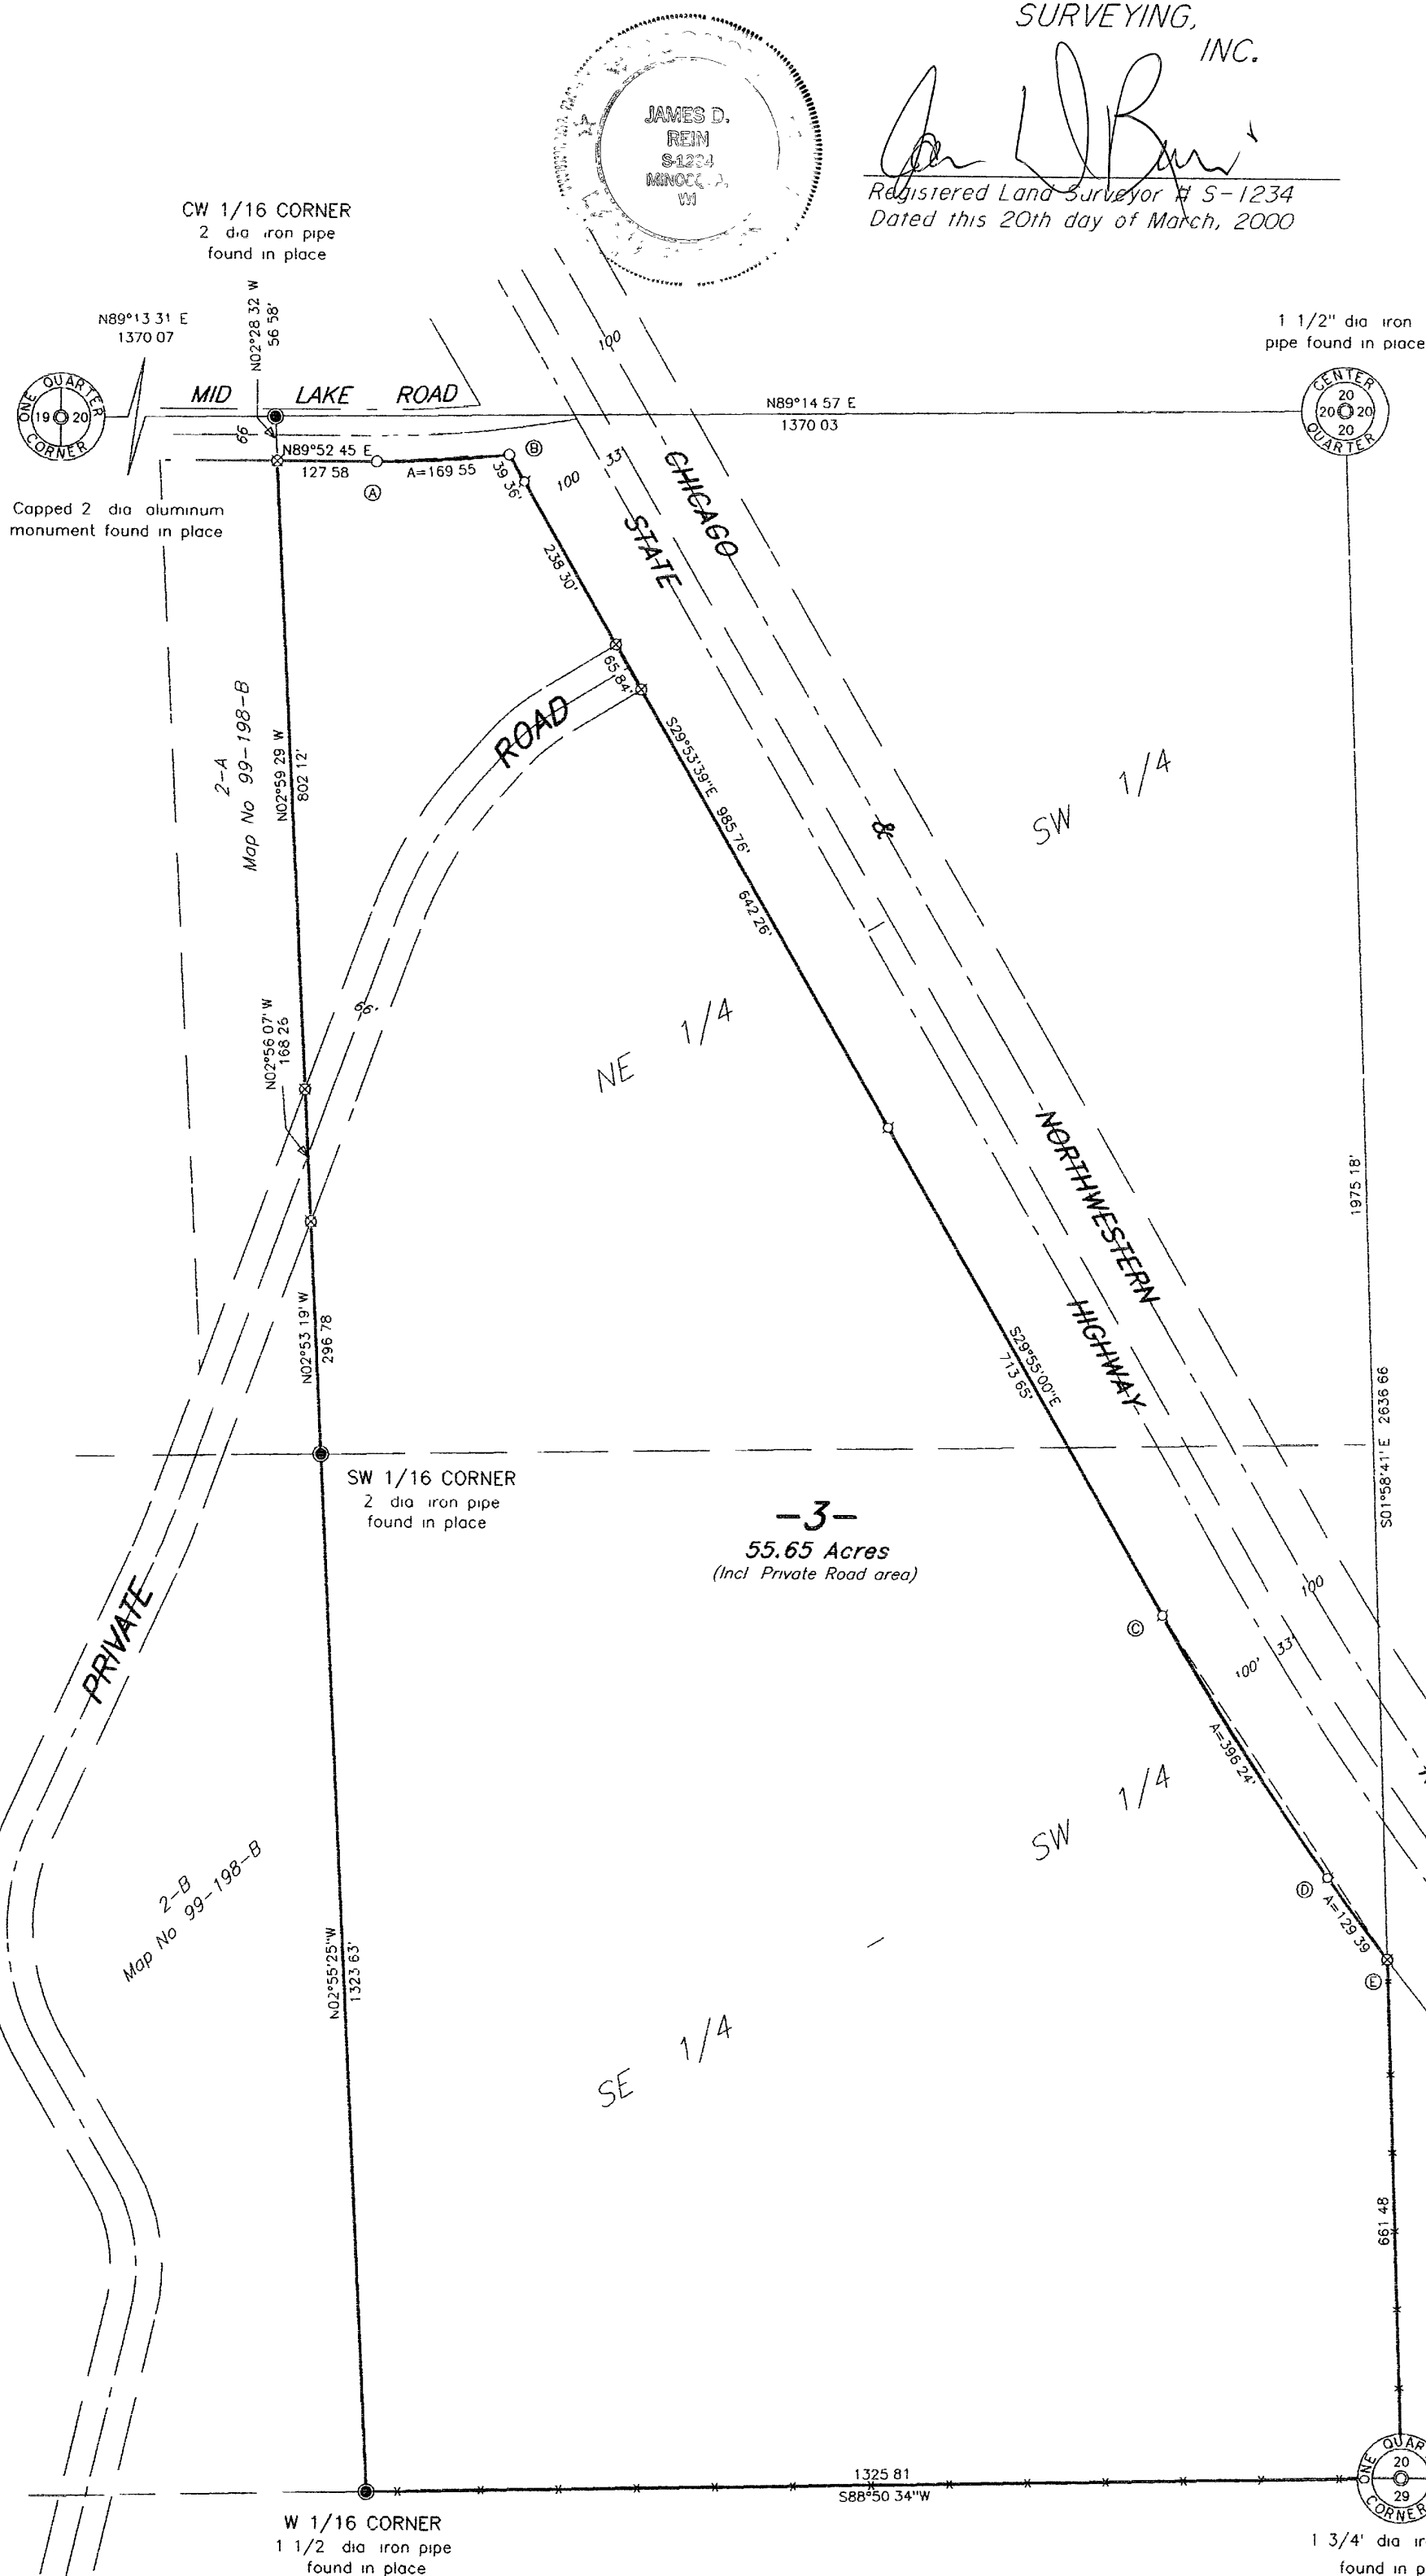 SURVEYING,
INC.
JAMES D.
REIN
S-1234
WI
Registered Land Surveyor # S-1234
Dated this 20th day of March, 2000
CW 1/16 CORNER
2 dia iron pipe
found in place
N02°28 32 W
56 58'
N89°13 31 E
1370 07
1 1/2" dia iron
pipe found in place
ONE QUARTER
19 20
CORNER
MID LAKE ROAD
66
N89°14 57 E
1370 03
CENTER
20
20 20
20
QUARTER
Capped 2 dia aluminum
monument found in place
N89°52 45 E
127 58
A
A=169 55
B
39 36'
100
100
33'
CHICAGO
STATE
238 30'
65 84'
ROAD
2-A
Map No 99-198-B
N02°59 29 W
802 12'
S29°53'39"E 985 76'
642 26'
&
SW 1/4
66'
NE 1/4
N02°56 07' W
168 26
NORTHWESTERN
HIGHWAY
1975 18'
N02°53 19' W
296 78
S29°55'00"E
713 65'
S01°58'41' E 2636 66
SW 1/16 CORNER
2 dia iron pipe
found in place
-3-
55.65 Acres
(Incl Private Road area)
PRIVATE
C
100
33'
100'
A=396 24'
SW 1/4
D
A=129 39
E
2-B
Map No 99-198-B
N02°55'25"W
1323 63'
SE 1/4
661 48
1325 81
S88°50 34"W
ONE QUAR
20
29
CORNER
W 1/16 CORNER
1 1/2 dia iron pipe
found in place
1 3/4' dia ir
found in p